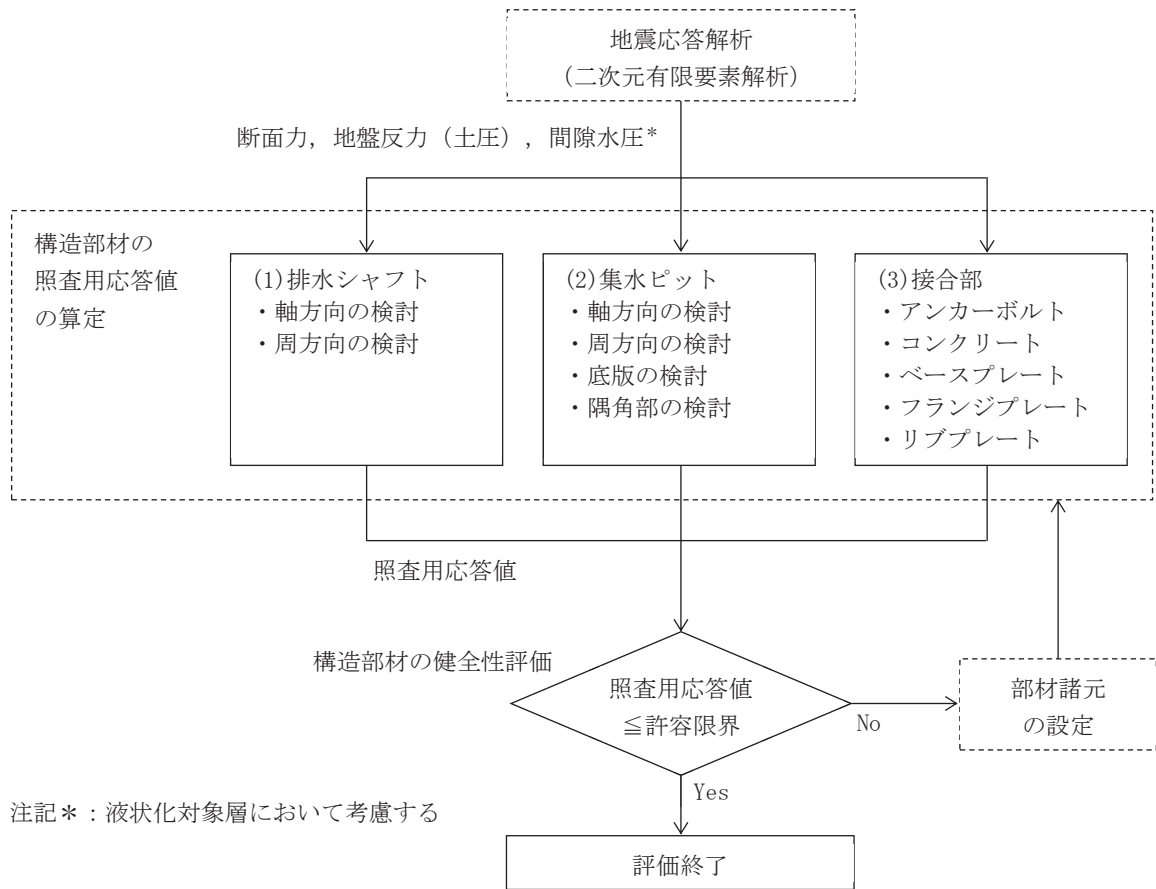 地震応答解析
（二次元有限要素解析）
断面力，地盤反力（土圧），間隙水圧＊
構造部材の
照査用応答値
の算定
(1)排水シャフト
・軸方向の検討
・周方向の検討
(2)集水ピット
・軸方向の検討
・周方向の検討
・底版の検討
・隅角部の検討
(3)接合部
・アンカーボルト
・コンクリート
・ベースプレート
・フランジプレート
・リブプレート
照査用応答値
構造部材の健全性評価
照査用応答値
≦許容限界
No
部材諸元
の設定
Yes
注記＊：液状化対象層において考慮する
評価終了